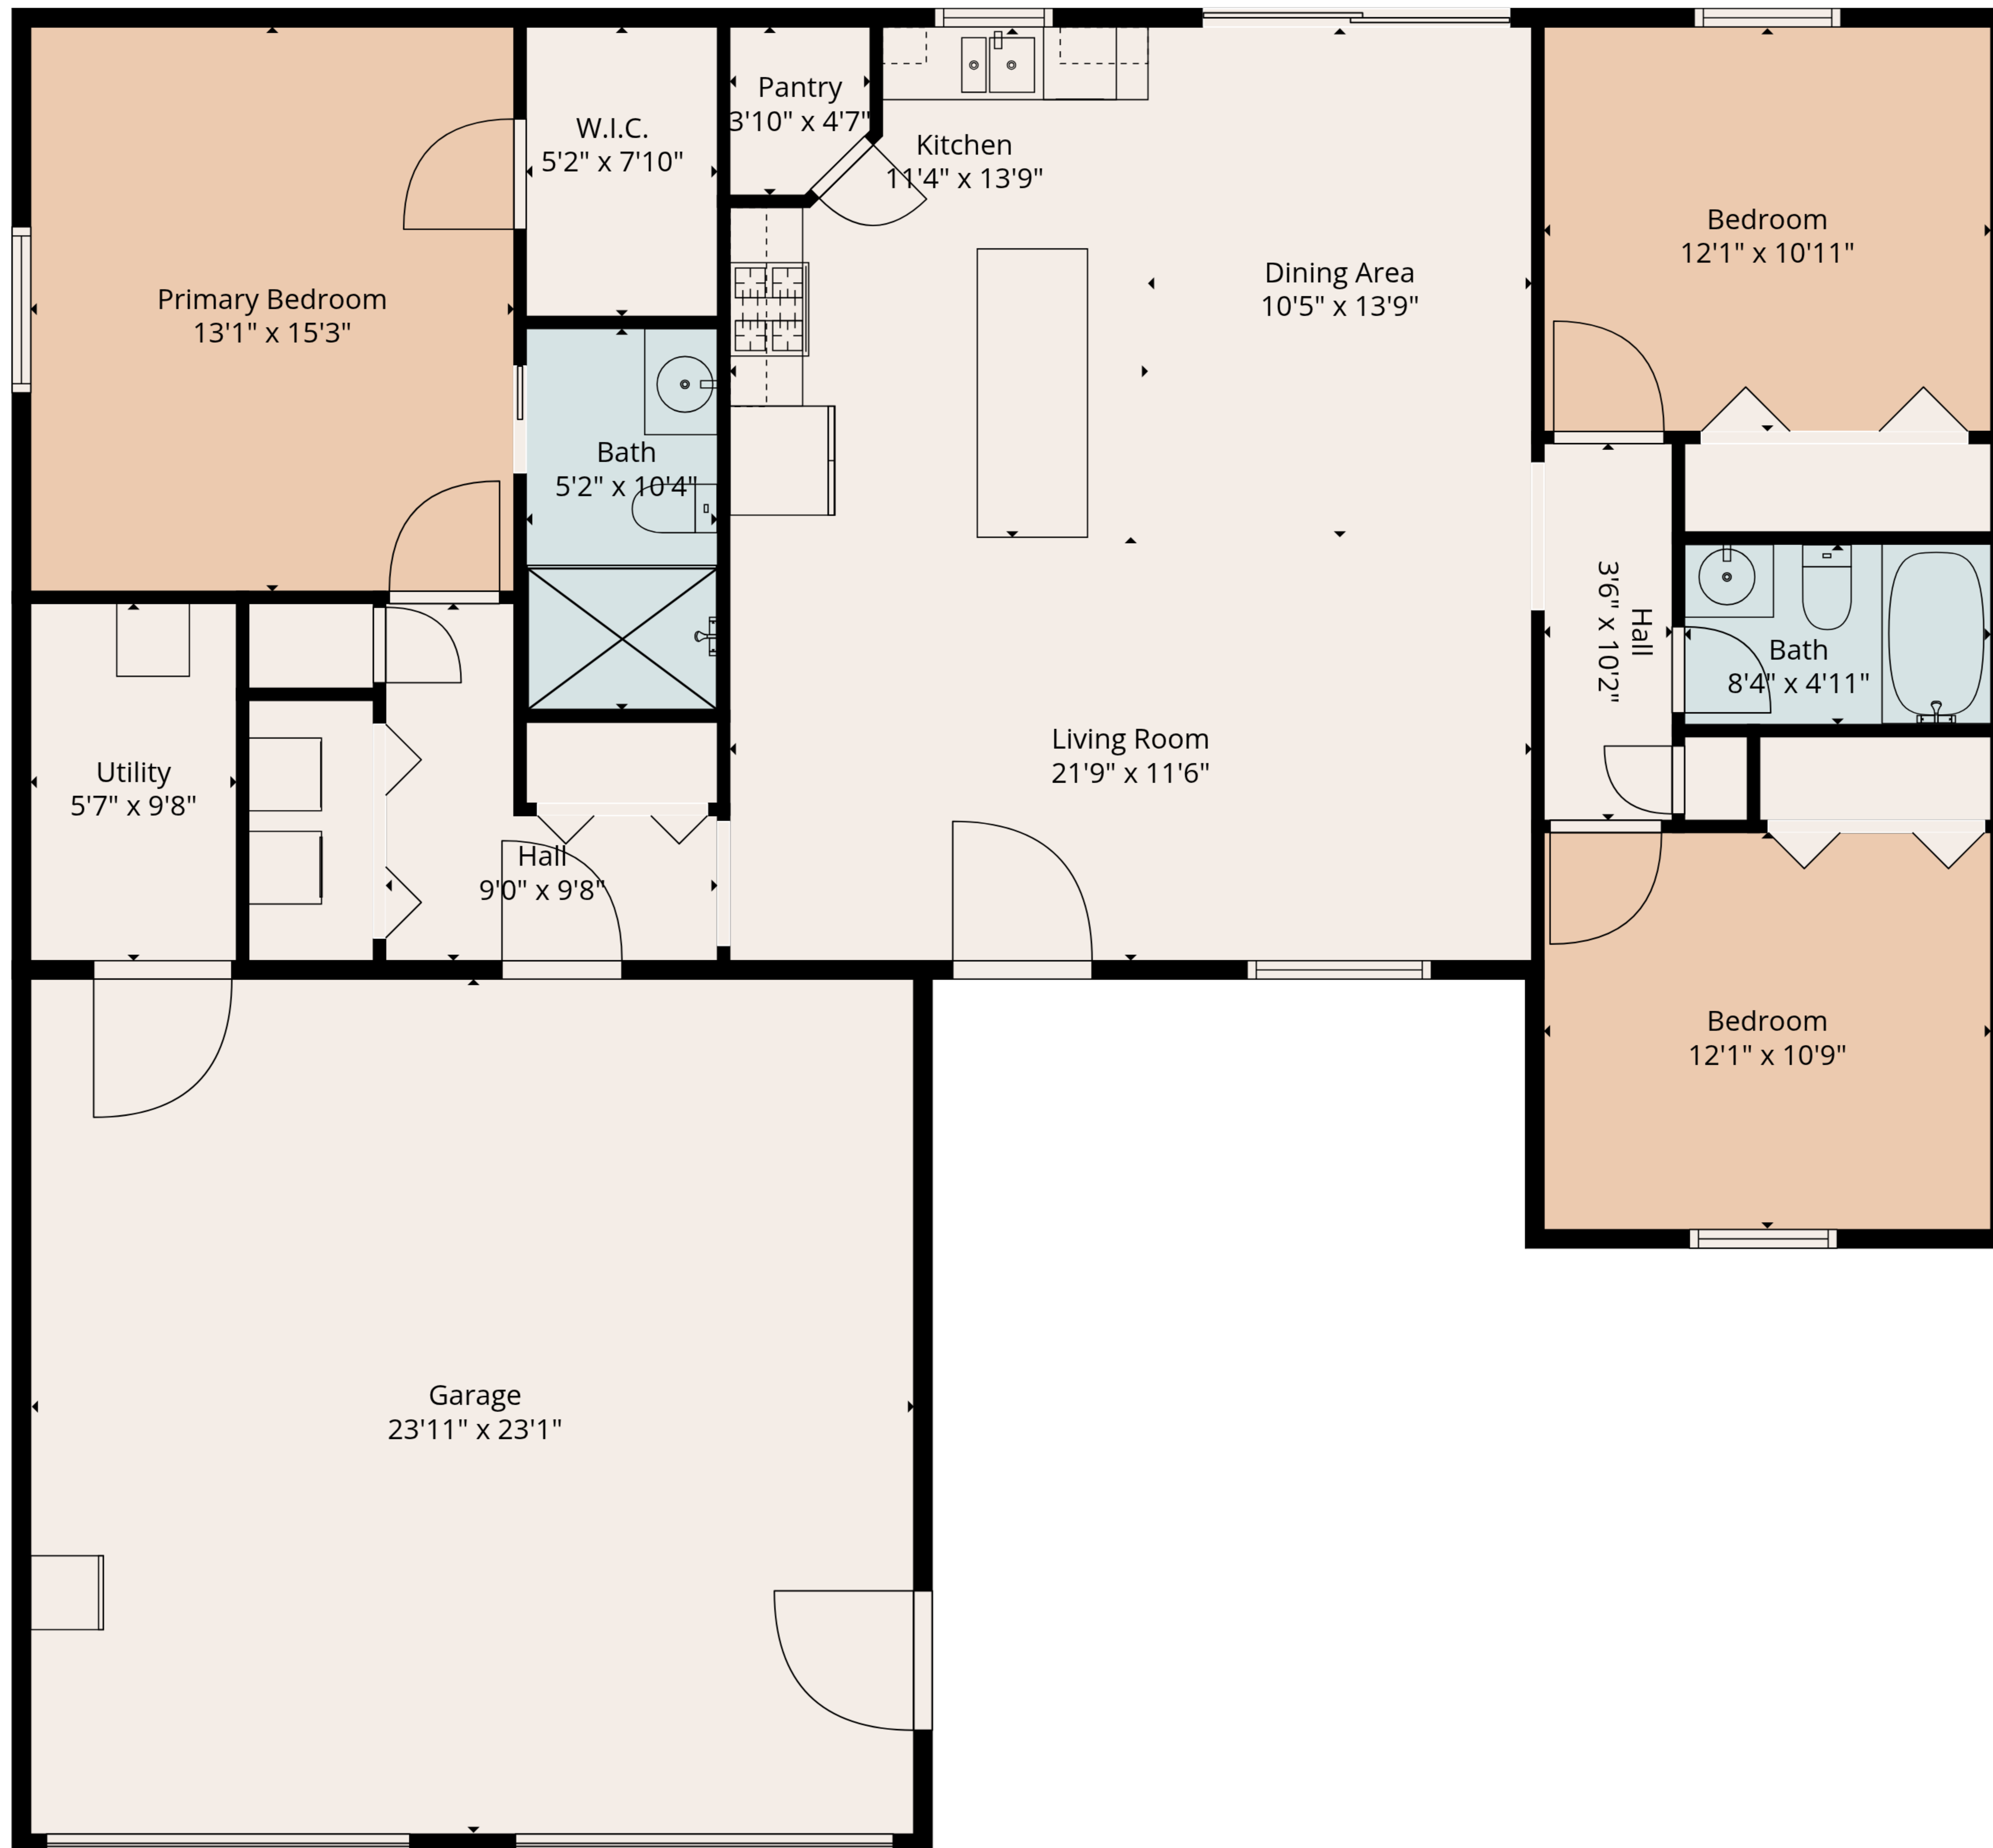 Pantry
3'10" x 4'7"
W.I.C.
5'2" x 7'10"
Kitchen
11'4" x 13'9"
Bedroom
12'1" x 10'11"
Dining Area
10'5" x 13'9"
Primary Bedroom
13'1" x 15'3"
Bath
5'2" x 10'4"
Hall
3'6" x 10'2"
Bath
8'4" x 4'11"
Living Room
21'9" x 11'6"
Utility
5'7" x 9'8"
Hall
9'0" x 9'8"
Bedroom
12'1" x 10'9"
Garage
23'11" x 23'1"